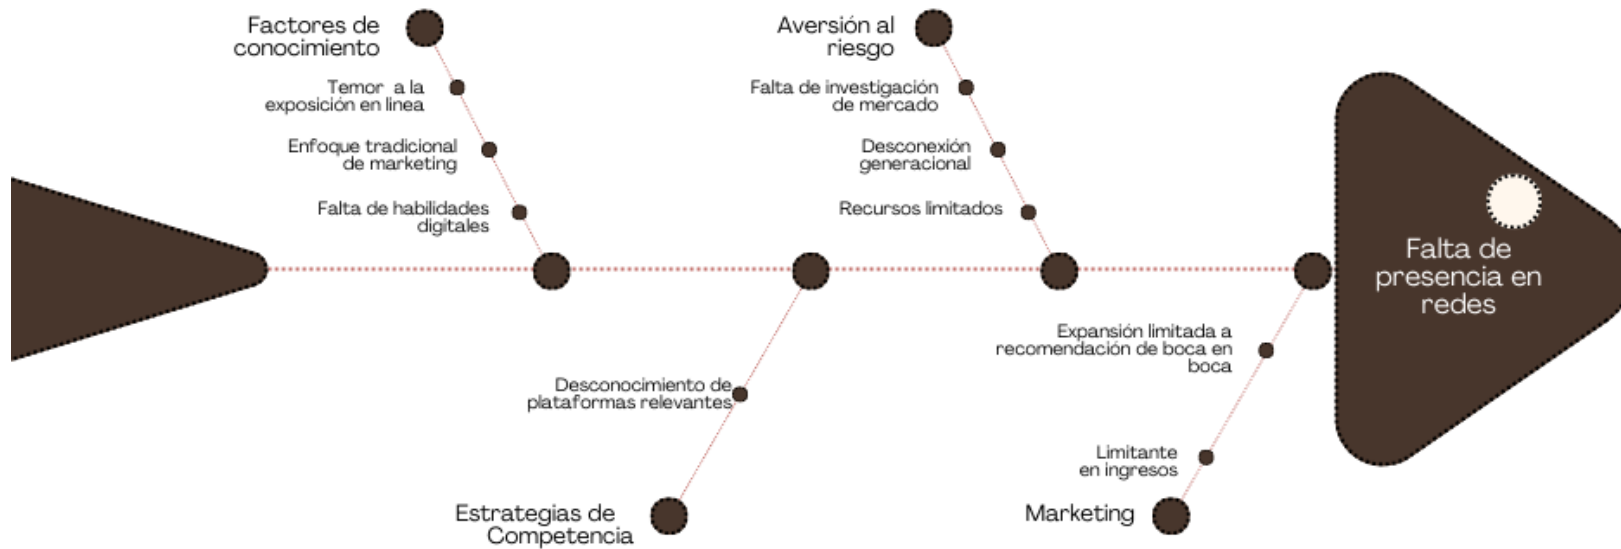 Factores de
conocimiento
Temor a la
exposición en linea
Enfoque tradicional
de marketing
Falta de habilidades
digitales
Aversión al
riesgo
Falta de investigación
de mercado
Desconexión
generacional
Recursos limitados
Falta de
presencia en
redes
Desconocimiento de
plataformas relevantes
Estrategias de
Competencia
Expansión limitada a
recomendación de boca en
boca
Limitante
en ingresos
Marketing